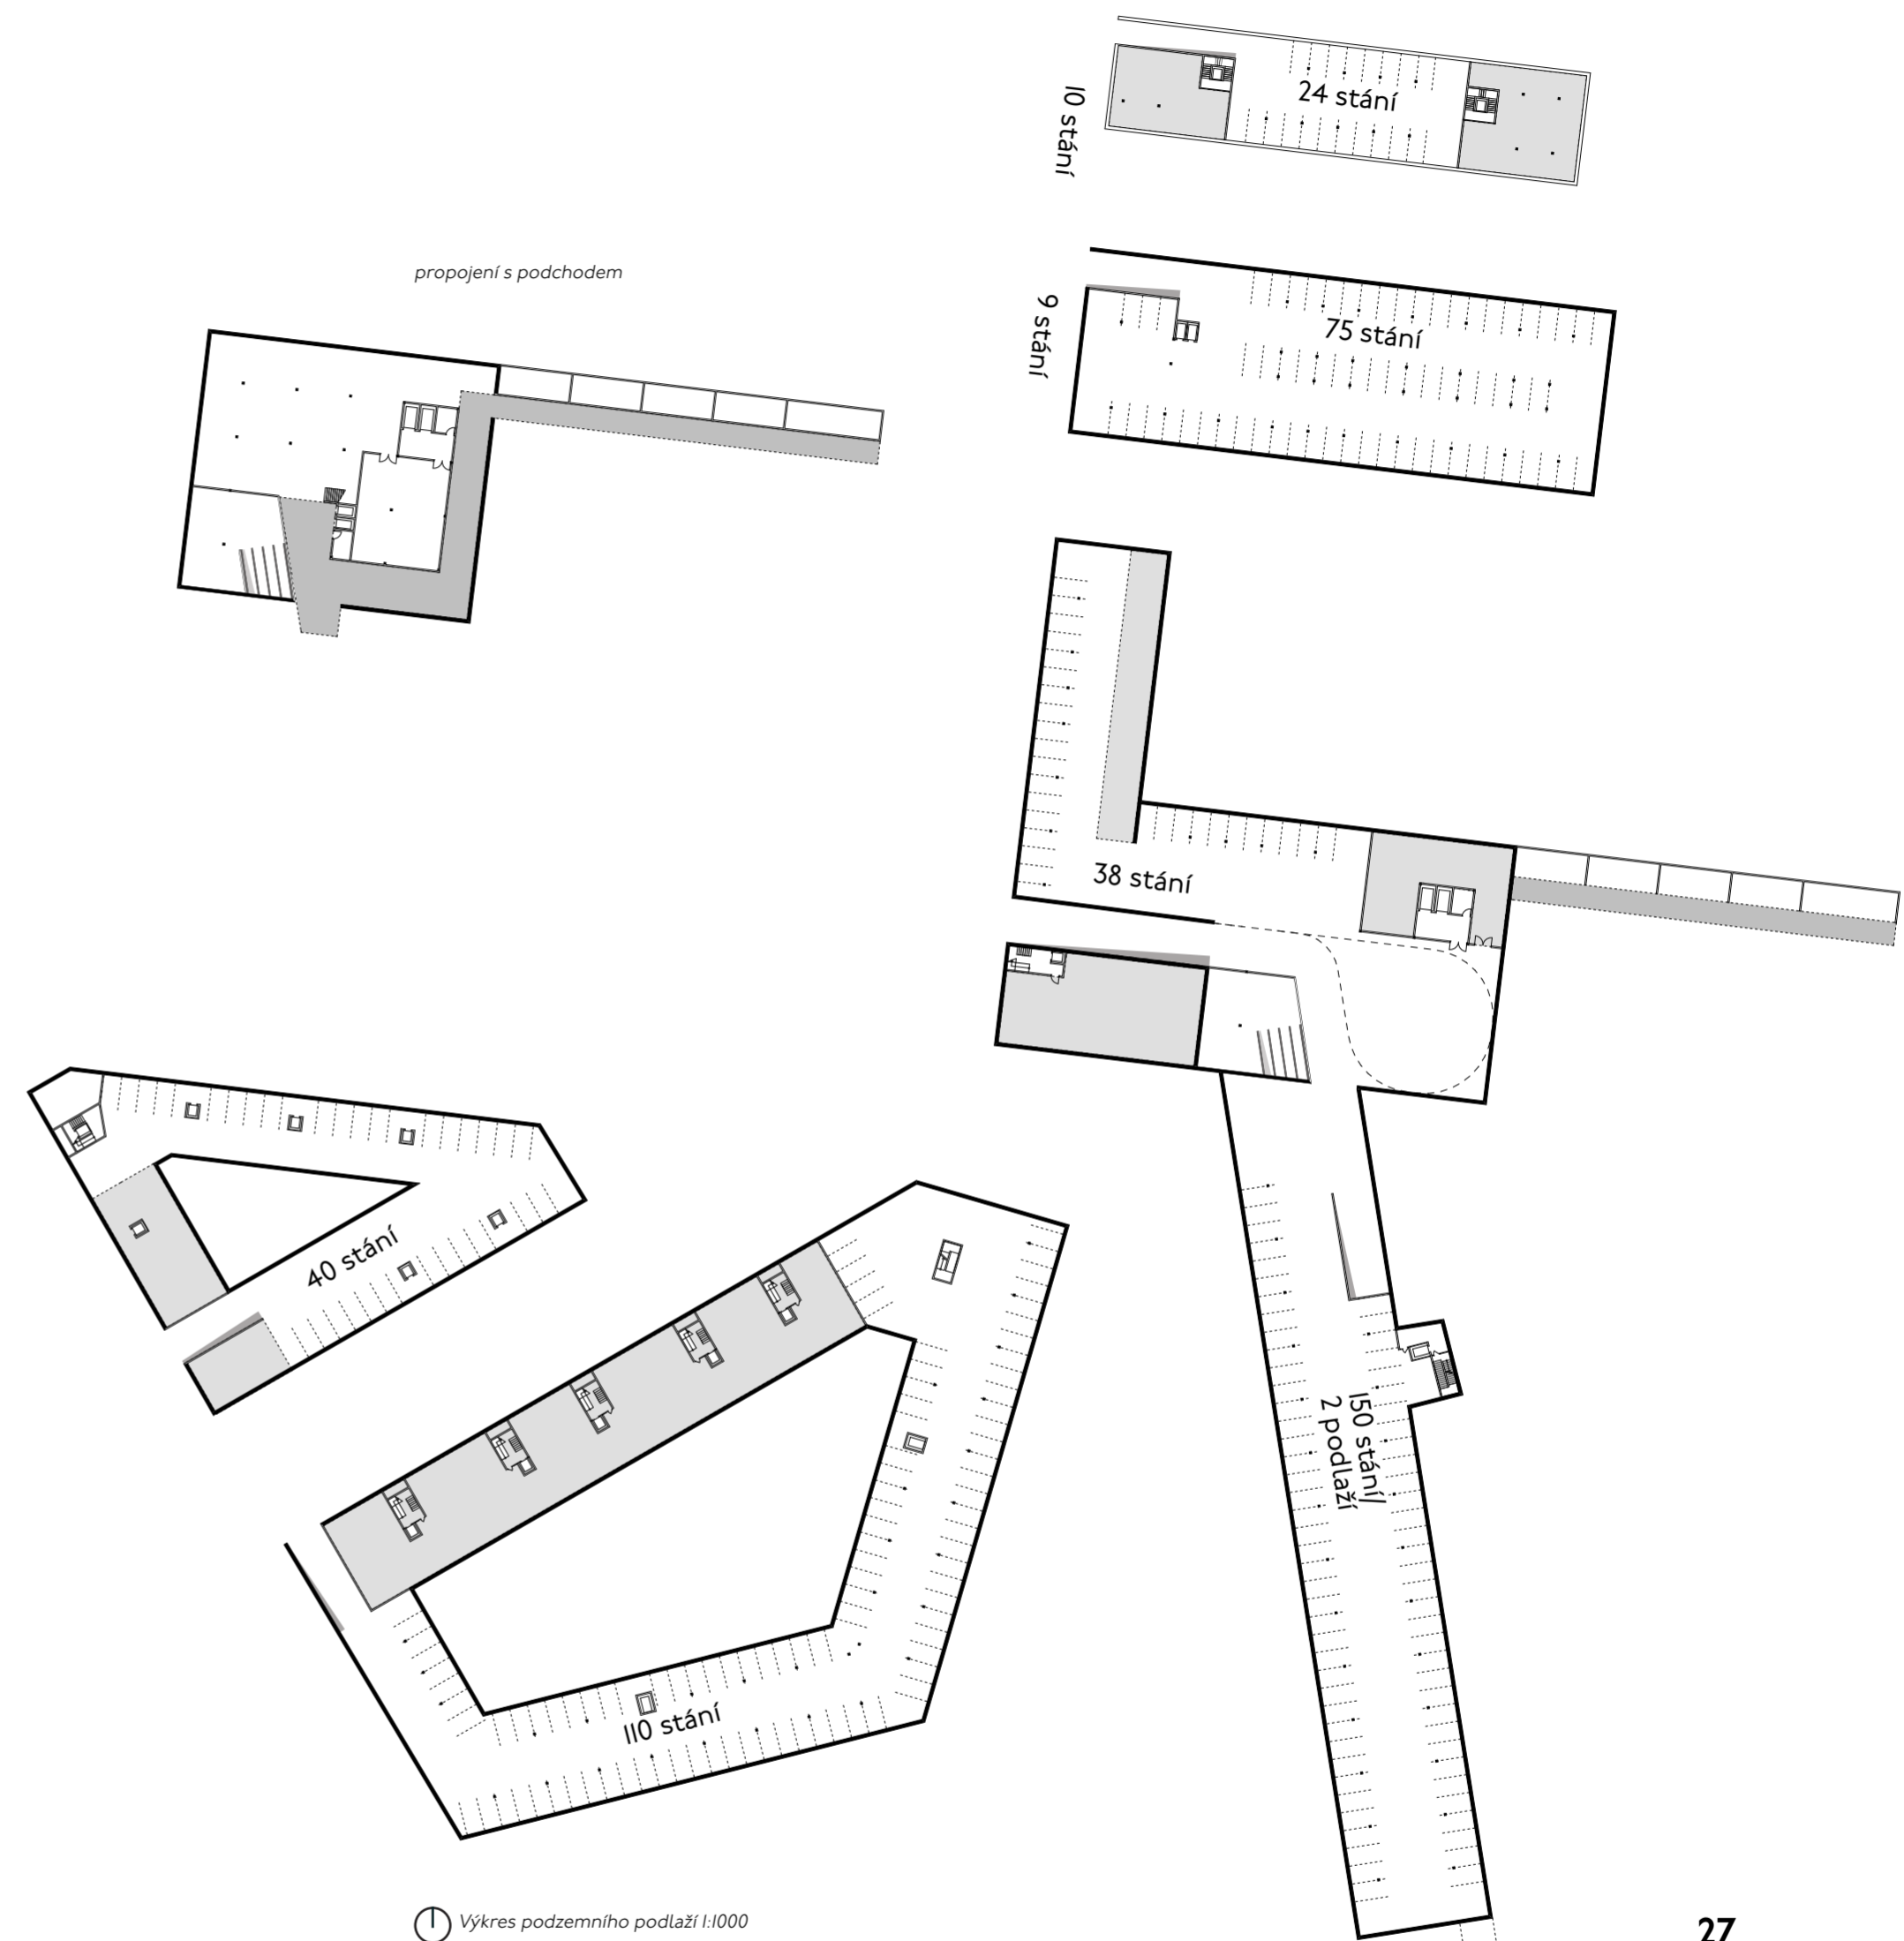 24 stání
10 stání
propojení s podchodem
75 stání
9 stání
38 stání
40 stání
150 stání/
2 podlaží
110 stání
Výkres podzemního podlaží 1:1000
27